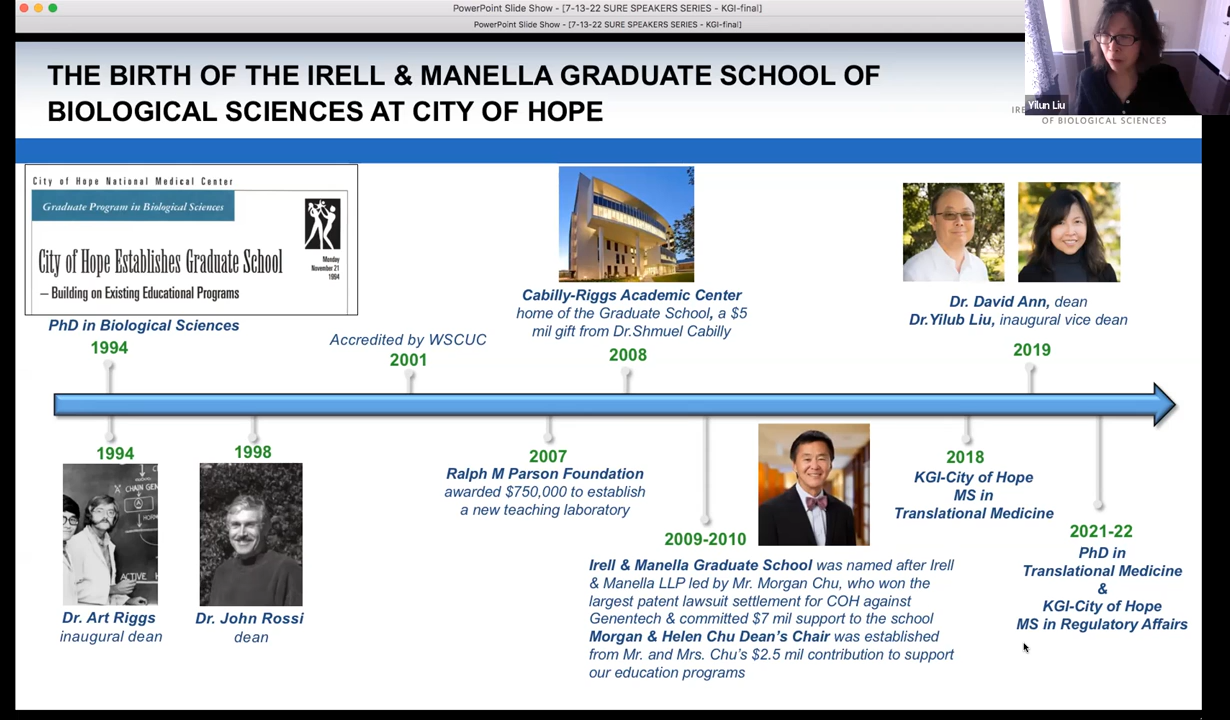 PowerPoint Slide Show - [7-13-22 SURE SPEAKERS SERIES - KGI-final]
PowerPoint Slide Show - [7-13-22 SURE SPEAKERS SERIES - KGI-final]
THE BIRTH OF THE IRELL & MANELLA GRADUATE SCHOOL OF
BIOLOGICAL SCIENCES AT CITY OF HOPE
Yilun Liu
OF BIOLOGICAL SCIENCES
City of Hope National Medical Center
Graduate Program in Biological Sciences
City of Hope Establishes Graduate School
– Building on Existing Educational Programs
Monday
November 21
1994
PhD in Biological Sciences
1994
Accredited by WSCUC
2001
Cabilly-Riggs Academic Center
home of the Graduate School, a $5
mil gift from Dr.Shmuel Cabilly
2008
Dr. David Ann, dean
Dr.Yilub Liu, inaugural vice dean
2019
1994
X CHAIN GEN
ACTIVE
Dr. Art Riggs
inaugural dean
1998
Dr. John Rossi
dean
2007
Ralph M Parson Foundation
awarded $750,000 to establish
a new teaching laboratory
2009-2010
Irell & Manella Graduate School was named after Irell
& Manella LLP led by Mr. Morgan Chu, who won the
largest patent lawsuit settlement for COH against
Genentech & committed $7 mil support to the school
Morgan & Helen Chu Dean's Chair was established
from Mr. and Mrs. Chu's $2.5 mil contribution to support
our education programs
2018
KGI-City of Hope
MS in
Translational Medicine
2021-22
PhD in
Translational Medicine
&
KGI-City of Hope
MS in Regulatory Affairs